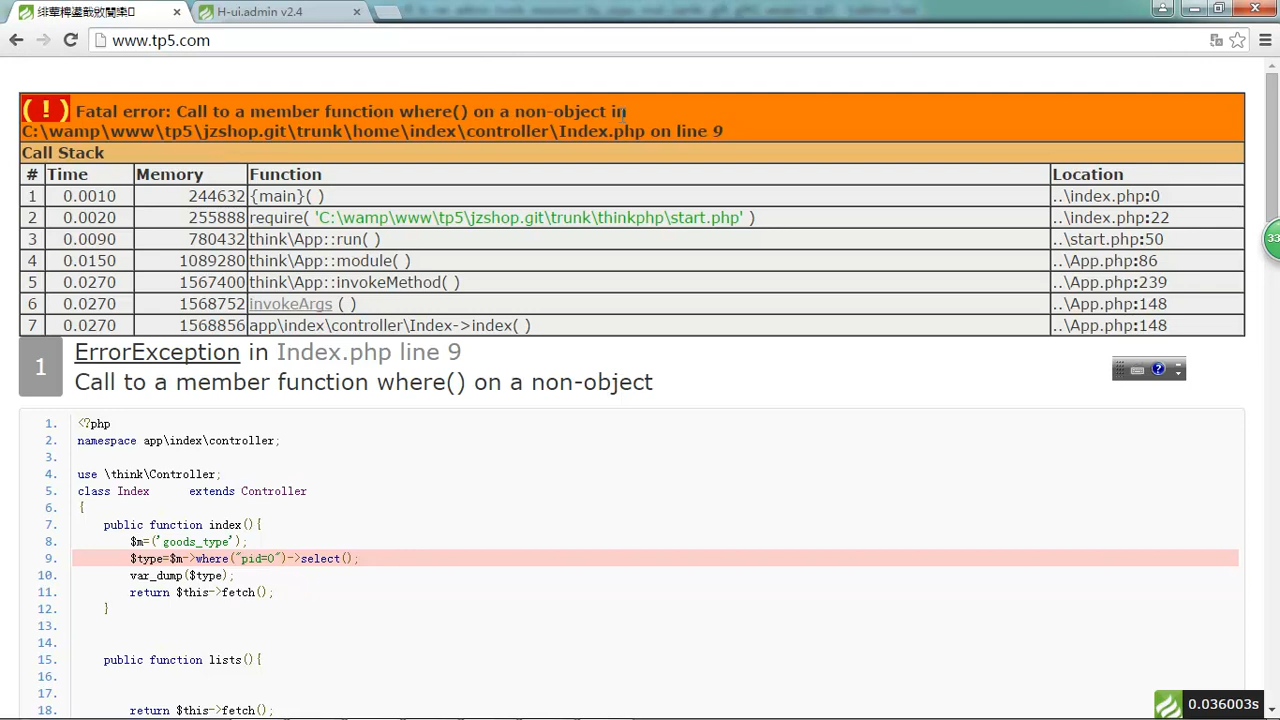 H-ui.admin v2.4
www.tp5.com
( ! ) Fatal error: Call to a member function where() on a non-object in
C:\wamp\www\tp5\jzshop.git\trunk\home\index\controller\Index.php on line 9
Call Stack
# Time Memory Function Location
1 0.0010 244632 {main}( ) ..\index.php:0
2 0.0020 255888 require( 'C:\wamp\www\tp5\jzshop.git\trunk\thinkphp\start.php' ) ..\index.php:22
3 0.0090 780432 think\App::run( ) ..\start.php:50
4 0.0150 1089280 think\App::module( ) ..\App.php:86
5 0.0270 1567400 think\App::invokeMethod( ) ..\App.php:239
6 0.0270 1568752 invokeArgs ( ) ..\App.php:148
7 0.0270 1568856 app\index\controller\Index->index( ) ..\App.php:148
33
1 ErrorException in Index.php line 9
Call to a member function where() on a non-object
1. <?php
2. namespace app\index\controller;
3.
4. use \think\Controller;
5. class Index extends Controller
6. {
7. public function index(){
8. $m=('goods_type');
9. $type=$m->where("pid=0")->select();
10. var_dump($type);
11. return $this->fetch();
12. }
13.
14.
15. public function lists(){
16.
17.
18. return $this->fetch();
0.036003s